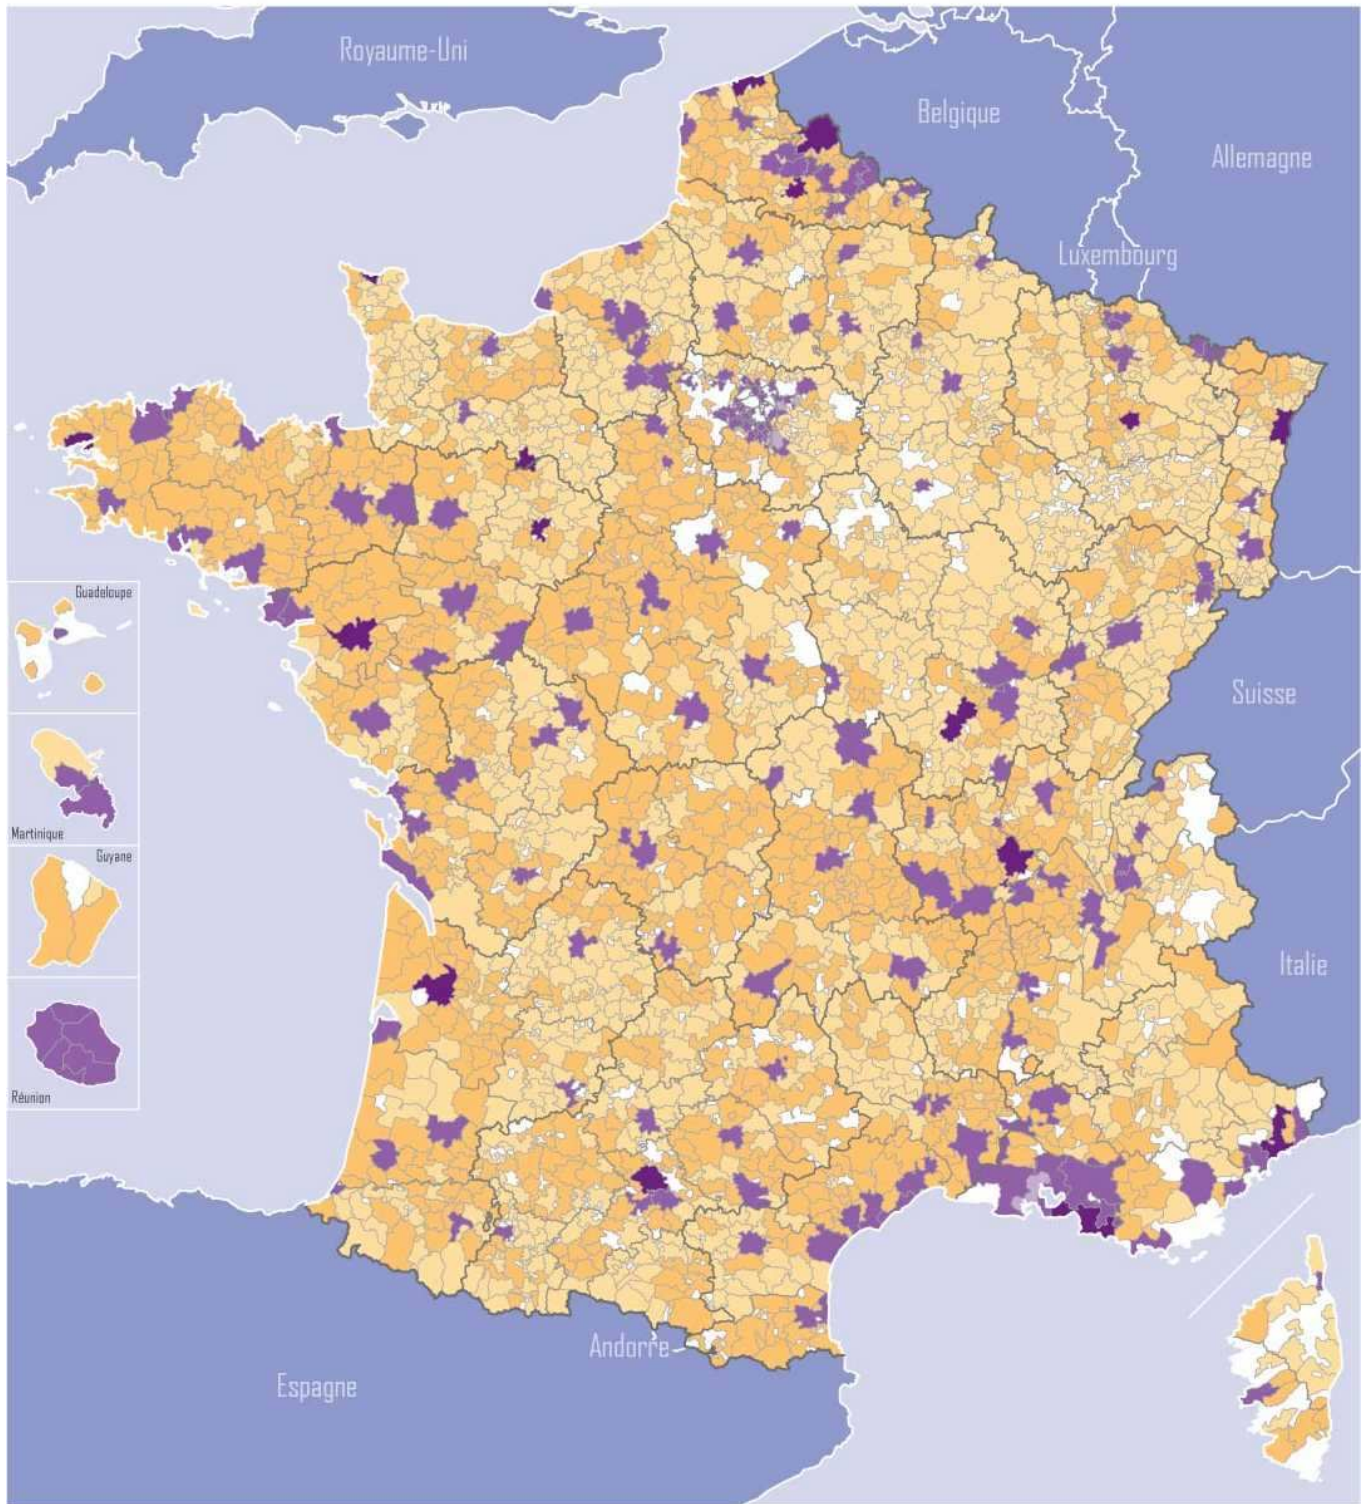 Royaume-Uni
Belgique
Allemagne
Luxembourg
Guadeloupe
Suisse
Martinique
Guyane
Italie
Réunion
Andorre
Espagne